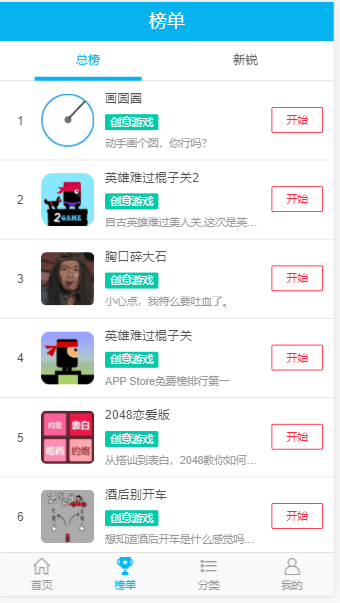 榜单
总榜
新锐
1
画圆圈
创意游戏
动手画个圆，你行吗?
开始
2
2 GAME
英雄难过棍子关2
创意游戏
自古英雄过美人关,这次是英...
开始
3
胸口碎大石
创意游戏
小心点，我特么要吐血了。
开始
4
英雄难过棍子关
创意游戏
APP Store免费榜排行第一
开始
5
表白
吃药
约炮
2048恋爱版
创意游戏
从搭讪到表白，2048教你如何...
开始
6
酒后别开车
创意游戏
想知道酒后开车是什么感觉吗...
开始
首页
榜单
分类
我的